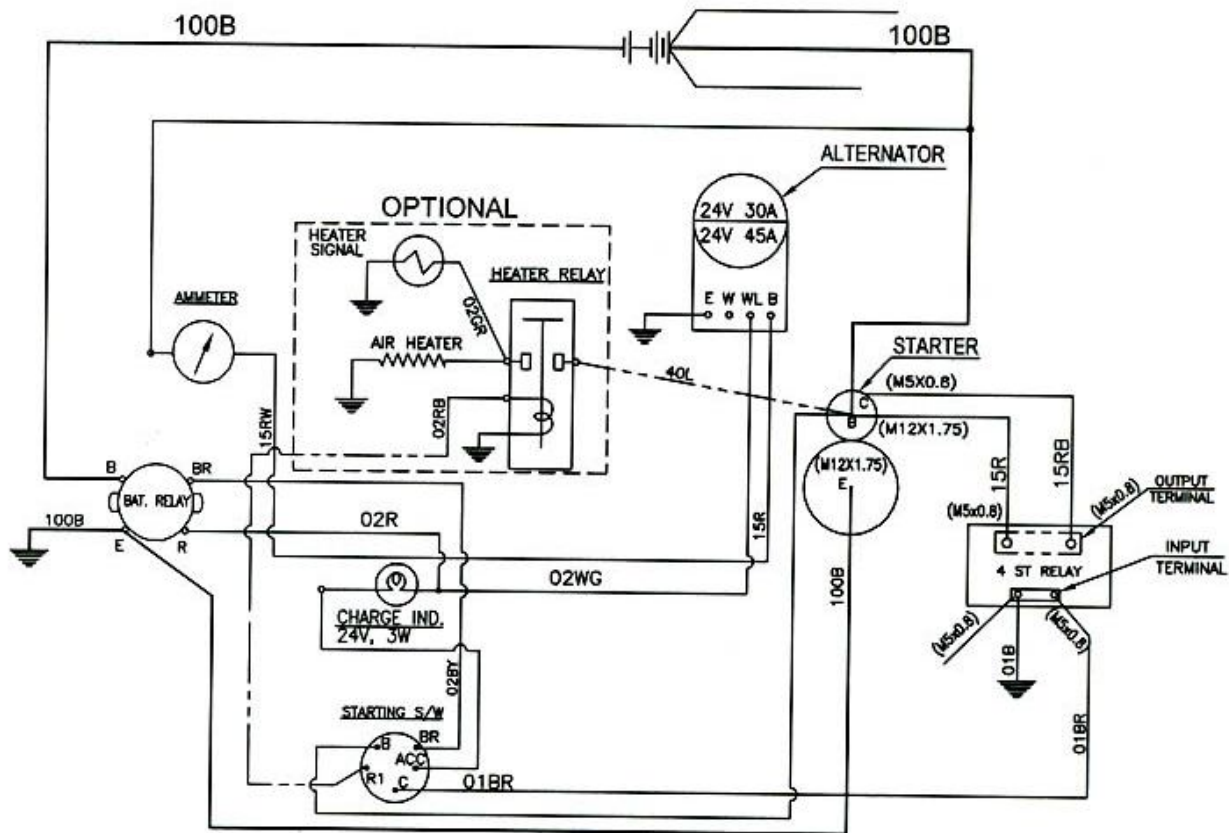 100B
100B
ALTERNATOR
24V 30A
24V 45A
E W WL B
OPTIONAL
HEATER
SIGNAL
HEATER RELAY
02GR
AIR HEATER
02RB
40L
AMMETER
15RW
STARTER
(M5X0.8)
C
B
(M12X1.75)
(M12X1.75)
E
15R
15RB
(M5x0.8)
(M5x0.8)
OUTPUT
TERMINAL
INPUT
TERMINAL
4 ST RELAY
(M5x0.8)
(M5x0.8)
01B
01BR
B
BR
BAT. RELAY
100B
E
R
02R
15R
02WG
100B
CHARGE IND.
24V, 3W
02BY
STARTING S/W
B
BR
ACC
R1
C
01BR